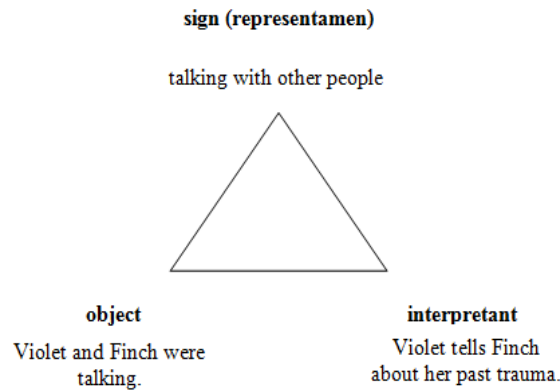 sign (representamen)
talking with other people
object
Violet and Finch were
talking.
interpretant
Violet tells Finch
about her past trauma.